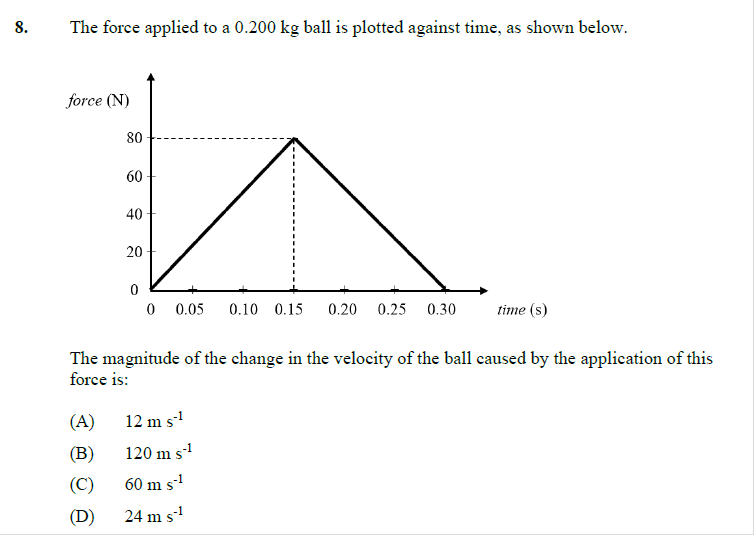 8. The force applied to a 0.200 kg ball is plotted against time, as shown below.
force (N)
80
60
40
20
0
0 0.05 0.10 0.15 0.20 0.25 0.30 time (s)
The magnitude of the change in the velocity of the ball caused by the application of this
force is:
(A) 12 m s⁻¹
(B) 120 m s⁻¹
(C) 60 m s⁻¹
(D) 24 m s⁻¹